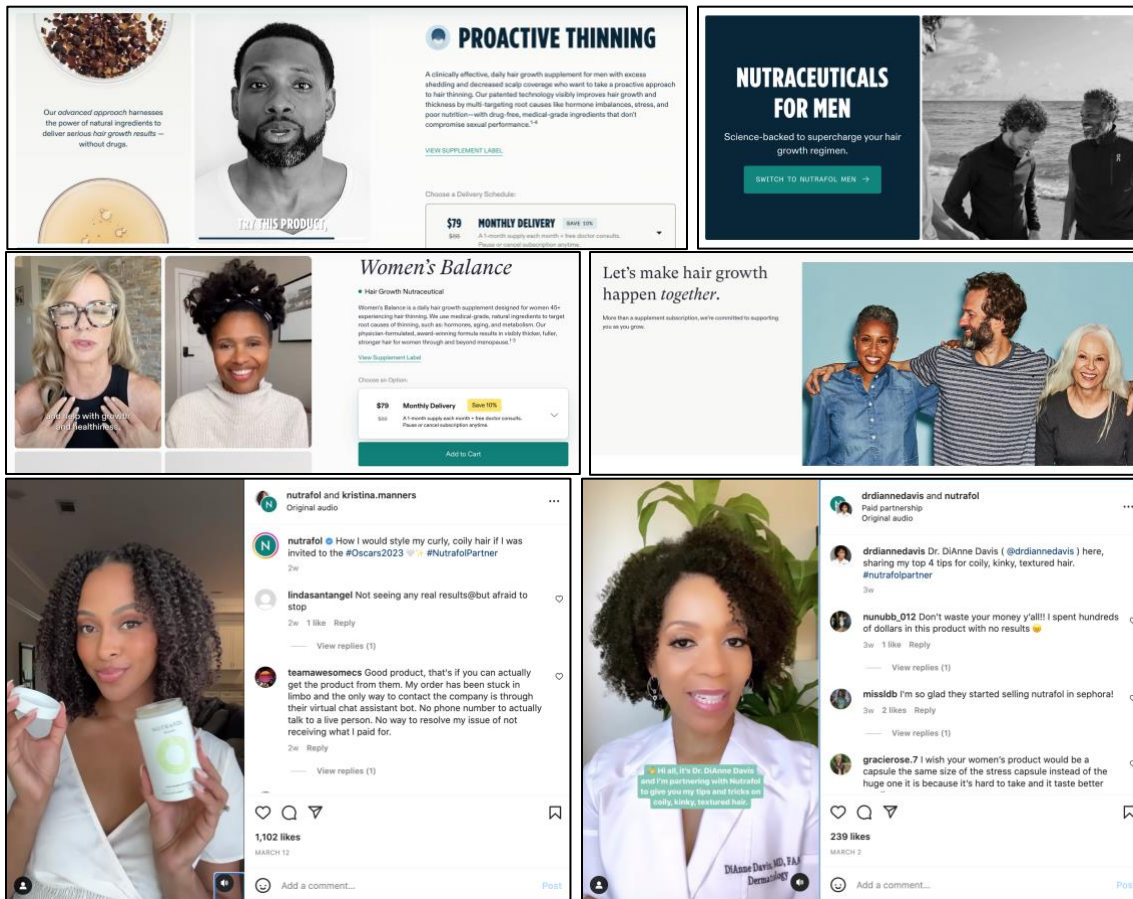 Our advanced approach harnesses
the power of natural ingredients to
deliver serious hair growth results —
without drugs.
TRY THIS PRODUCT,
PROACTIVE THINNING
A clinically effective, daily hair growth supplement for men with excess
shedding and decreased scalp coverage who want to take a proactive approach
to hair thinning. Our patented technology visibly improves hair growth and
thickness by multi-targeting root causes like hormone imbalances, stress, and
poor nutrition—with drug-free, medical-grade ingredients that don't
compromise sexual performance.¹⁻⁴
VIEW SUPPLEMENT LABEL
Choose a Delivery Schedule:
$79 MONTHLY DELIVERY SAVE 10%
$88 A 1-month supply each month + free doctor consults.
Pause or cancel subscription anytime.
NUTRACEUTICALS
FOR MEN
Science-backed to supercharge your hair
growth regimen.
SWITCH TO NUTRAFOL MEN →
and help with growth
and healthiness.
Women's Balance
Hair Growth Nutraceutical
Women's Balance is a daily hair growth supplement designed for women 45+
experiencing hair thinning. We use medical-grade, natural ingredients to target
root causes of thinning, such as: hormones, aging, and metabolism. Our
physician-formulated, award-winning formula results in visibly thicker, fuller,
stronger hair for women through and beyond menopause.¹⁻³
View Supplement Label
Choose an Option:
$79 Monthly Delivery Save 10%
$88 A 1-month supply each month + free doctor consults.
Pause or cancel subscription anytime.
Add to Cart
Let's make hair growth
happen together.
More than a supplement subscription, we're committed to supporting
you as you grow.
NUTRAFOL
N
nutrafol and kristina.manners
Original audio
N
nutrafol How I would style my curly, coily hair if I was
invited to the #Oscars2023 #NutrafolPartner
2w
lindasantangel Not seeing any real results@but afraid to
stop
2w 1 like Reply
View replies (1)
teamawesomecs Good product, that's if you can actually
get the product from them. My order has been stuck in
limbo and the only way to contact the company is through
their virtual chat assistant bot. No phone number to actually
talk to a live person. No way to resolve my issue of not
receiving what I paid for.
2w Reply
View replies (1)
1,102 likes
MARCH 12
Add a comment...
Post
Hi all, it's Dr. DiAnne Davis
and I'm partnering with Nutrafol
to give you my tips and tricks on
coily, kinky, textured hair.
DiAnne Davis MD, FAA
Dermatology
drdiannedavis and nutrafol
Paid partnership
Original audio
drdiannedavis Dr. DiAnne Davis ( @drdiannedavis ) here,
sharing my top 4 tips for coily, kinky, textured hair.
#nutrafolpartner
3w
nunubb_012 Don't waste your money y'all!! I spent hundreds
of dollars in this product with no results
3w 1 like Reply
View replies (1)
missldb I'm so glad they started selling nutrafol in sephora!
3w 2 likes Reply
View replies (1)
gracierose.7 I wish your women's product would be a
capsule the same size of the stress capsule instead of the
huge one it is because it's hard to take and it taste better
239 likes
MARCH 2
Add a comment...
Pos